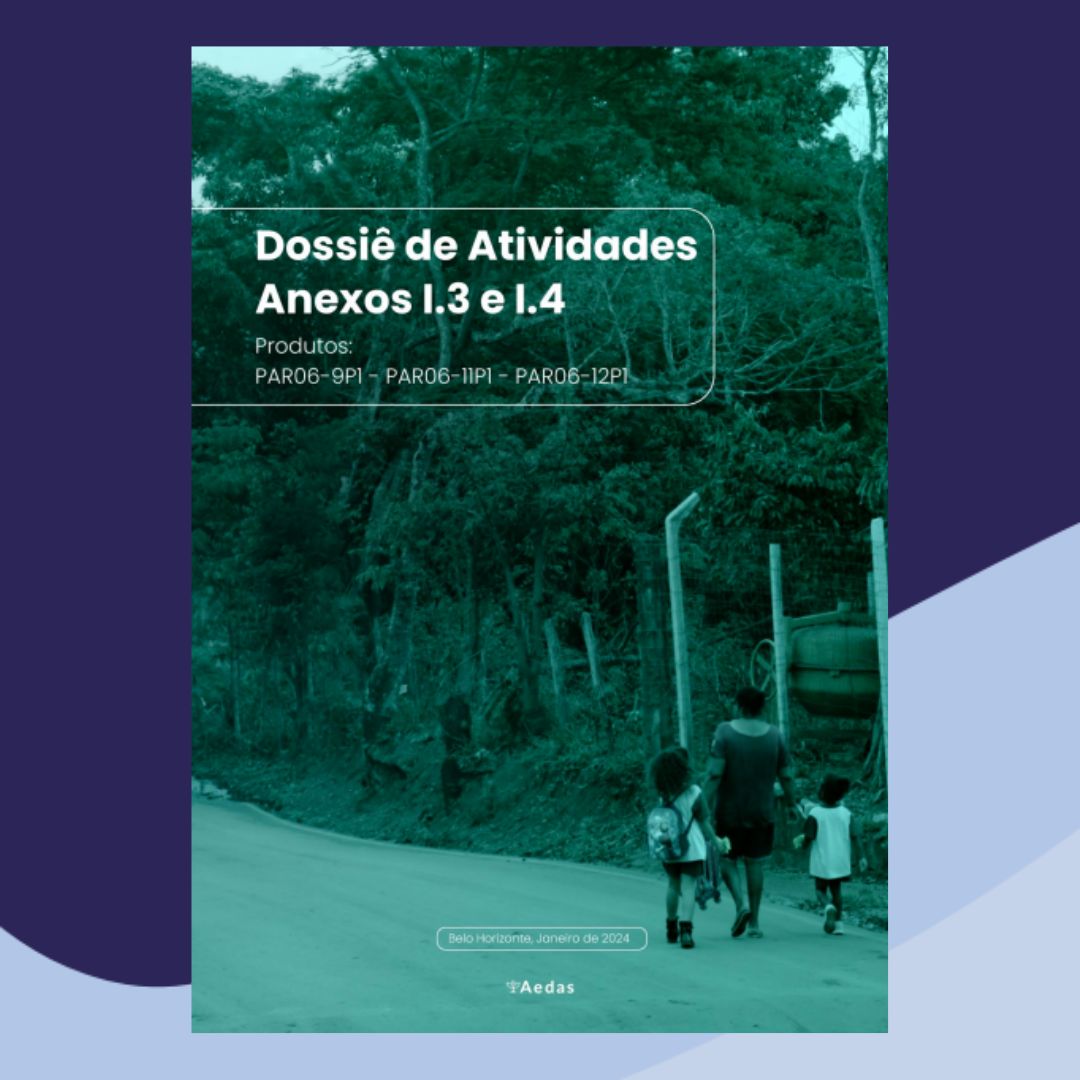 Dossiê de Atividades
Anexos I.3 e I.4
Produtos:
PAR06-9P1 - PAR06-11P1 - PAR06-12P1
Belo Horizonte, Janeiro de 2024
Aedas